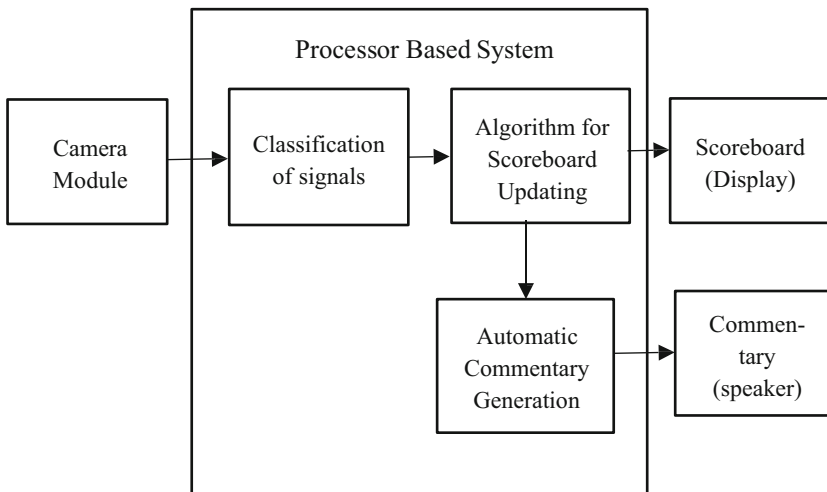 Processor Based System
Camera
Module
Classification
of signals
Algorithm for
Scoreboard
Updating
Scoreboard
(Display)
Automatic
Commentary
Generation
Commen-
tary
(speaker)